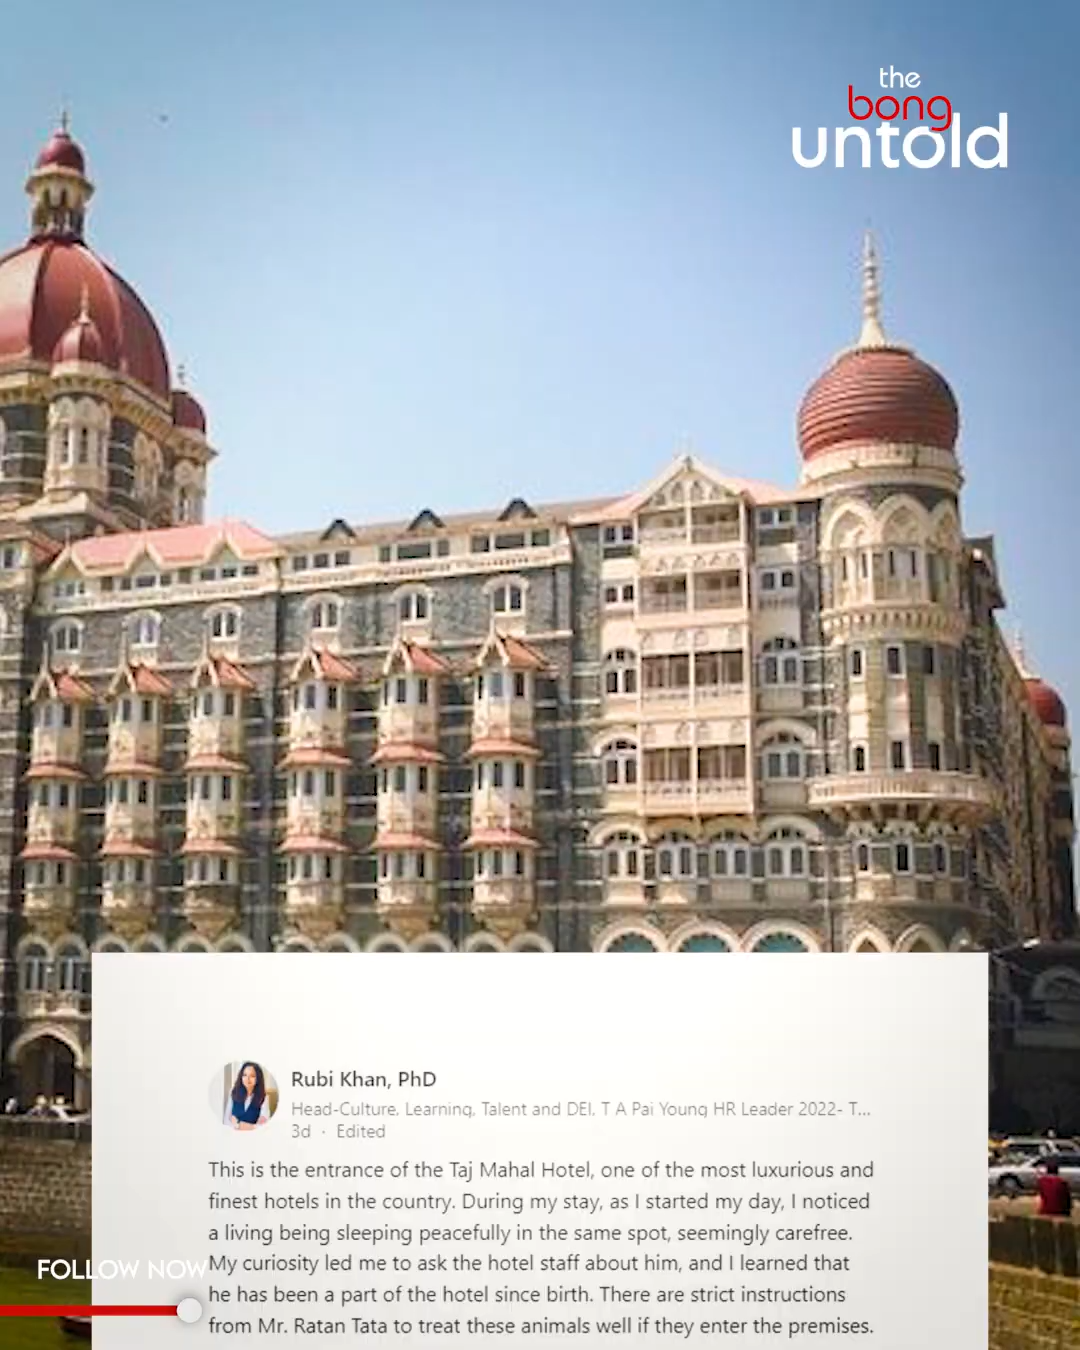 the
bong
untold
Rubi Khan, PhD
Head-Culture, Learning, Talent and DEI, T A Pai Young HR Leader 2022- T...
3d · Edited
This is the entrance of the Taj Mahal Hotel, one of the most luxurious and
finest hotels in the country. During my stay, as I started my day, I noticed
a living being sleeping peacefully in the same spot, seemingly carefree.
My curiosity led me to ask the hotel staff about him, and I learned that
he has been a part of the hotel since birth. There are strict instructions
from Mr. Ratan Tata to treat these animals well if they enter the premises.
FOLLOW NOW